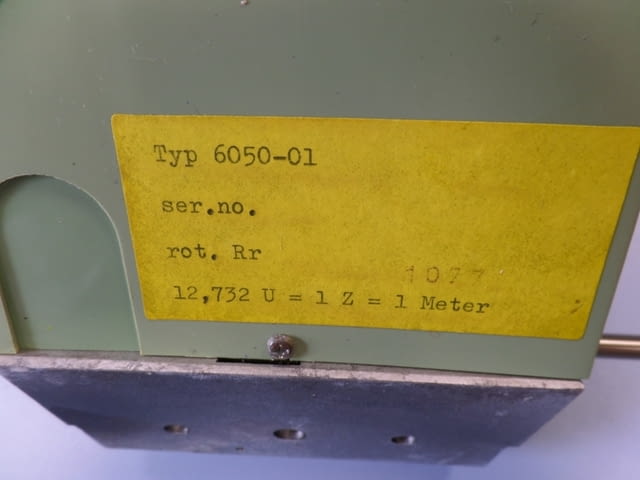 Typ 6050-01
ser.no.
rot. Rr
1077
12,732 U = 1 Z = 1 Meter